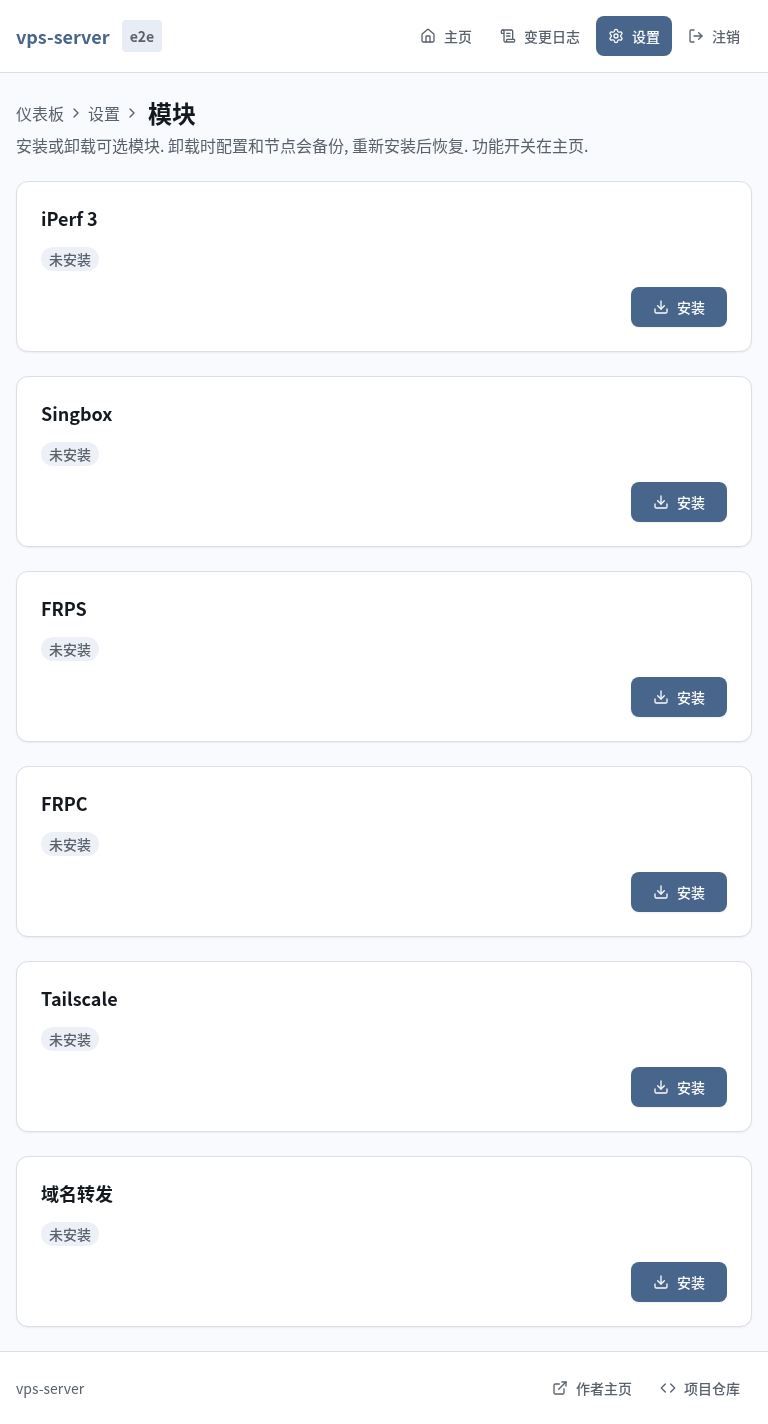 vps-server e2e 主页 变更日志 设置 注销
仪表板 设置 模块
安装或卸载可选模块. 卸载时配置和节点会备份, 重新安装后恢复. 功能开关在主页.
iPerf 3
未安装
安装
Singbox
未安装
安装
FRPS
未安装
安装
FRPC
未安装
安装
Tailscale
未安装
安装
域名转发
未安装
安装
vps-server 作者主页 项目仓库